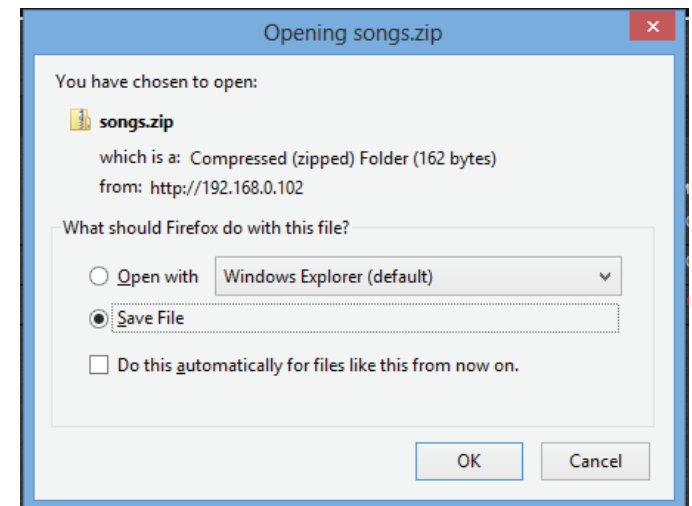 Opening songs.zip
You have chosen to open:
songs.zip
which is a: Compressed (zipped) Folder (162 bytes)
from: http://192.168.0.102
What should Firefox do with this file?
Open with Windows Explorer (default)
Save File
Do this automatically for files like this from now on.
OK Cancel